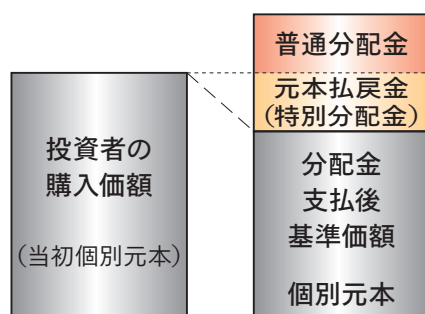 普通分配金
元本払戻金
(特別分配金)
投資者の
購入価額
(当初個別元本)
分配金
支払後
基準価額
個別元本